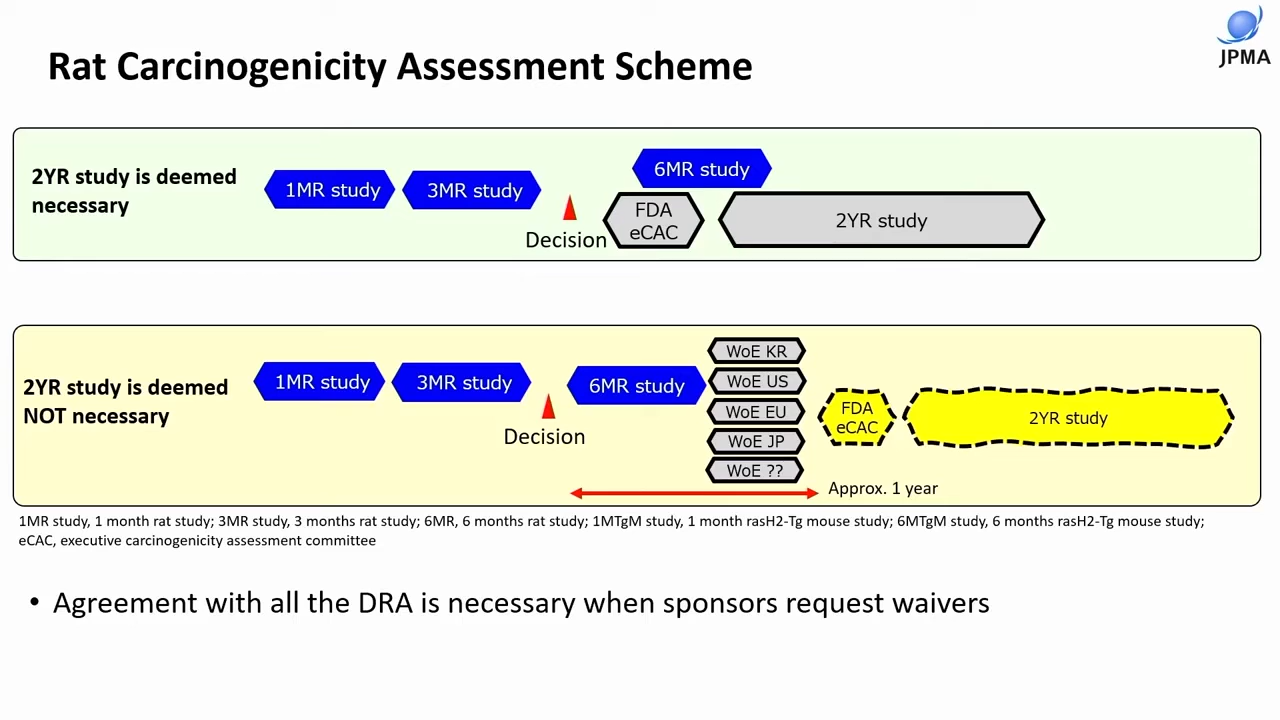 JPMA
Rat Carcinogenicity Assessment Scheme
2YR study is deemed
necessary
1MR study
3MR study
Decision
6MR study
FDA
eCAC
2YR study
2YR study is deemed
NOT necessary
1MR study
3MR study
Decision
6MR study
WoE KR
WoE US
WoE EU
WoE JP
WoE ??
FDA
eCAC
2YR study
Approx. 1 year
1MR study, 1 month rat study; 3MR study, 3 months rat study; 6MR, 6 months rat study; 1MTgM study, 1 month rasH2-Tg mouse study; 6MTgM study, 6 months rasH2-Tg mouse study;
eCAC, executive carcinogenicity assessment committee
• Agreement with all the DRA is necessary when sponsors request waivers